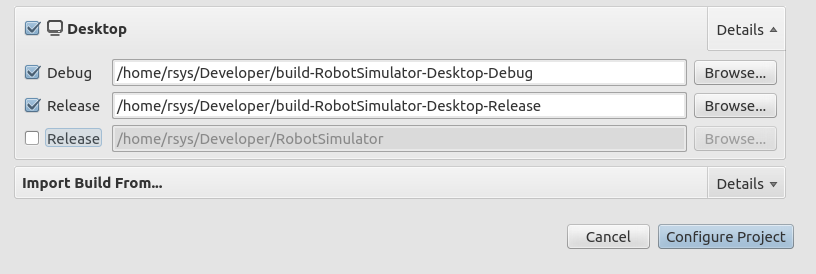 Desktop Details
Debug /home/rsys/Developer/build-RobotSimulator-Desktop-Debug Browse...
Release /home/rsys/Developer/build-RobotSimulator-Desktop-Release Browse...
Release /home/rsys/Developer/RobotSimulator Browse...
Import Build From... Details
Cancel Configure Project